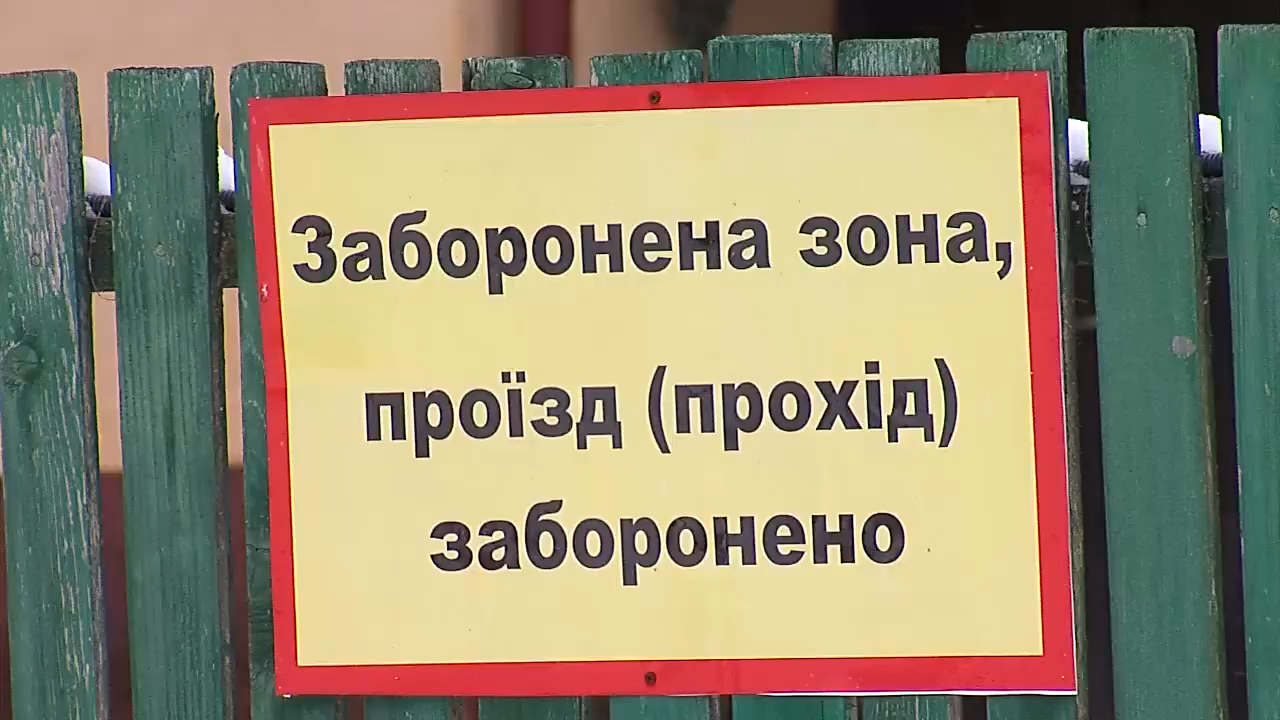 Заборонена зона,
проїзд (прохід)
заборонено